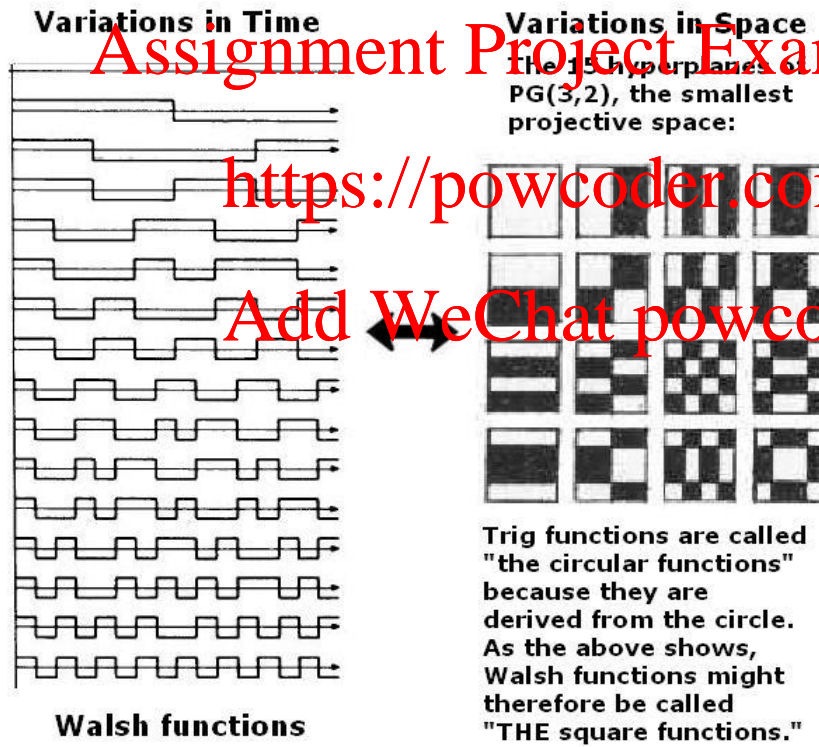 Variations in Time
Variations in Space
Assignment Project Exam
The 15 hyperplanes of
PG(3,2), the smallest
projective space:
https://powcoder.com
Add WeChat powco
Trig functions are called
"the circular functions"
because they are
derived from the circle.
As the above shows,
Walsh functions might
therefore be called
"THE square functions."
Walsh functions